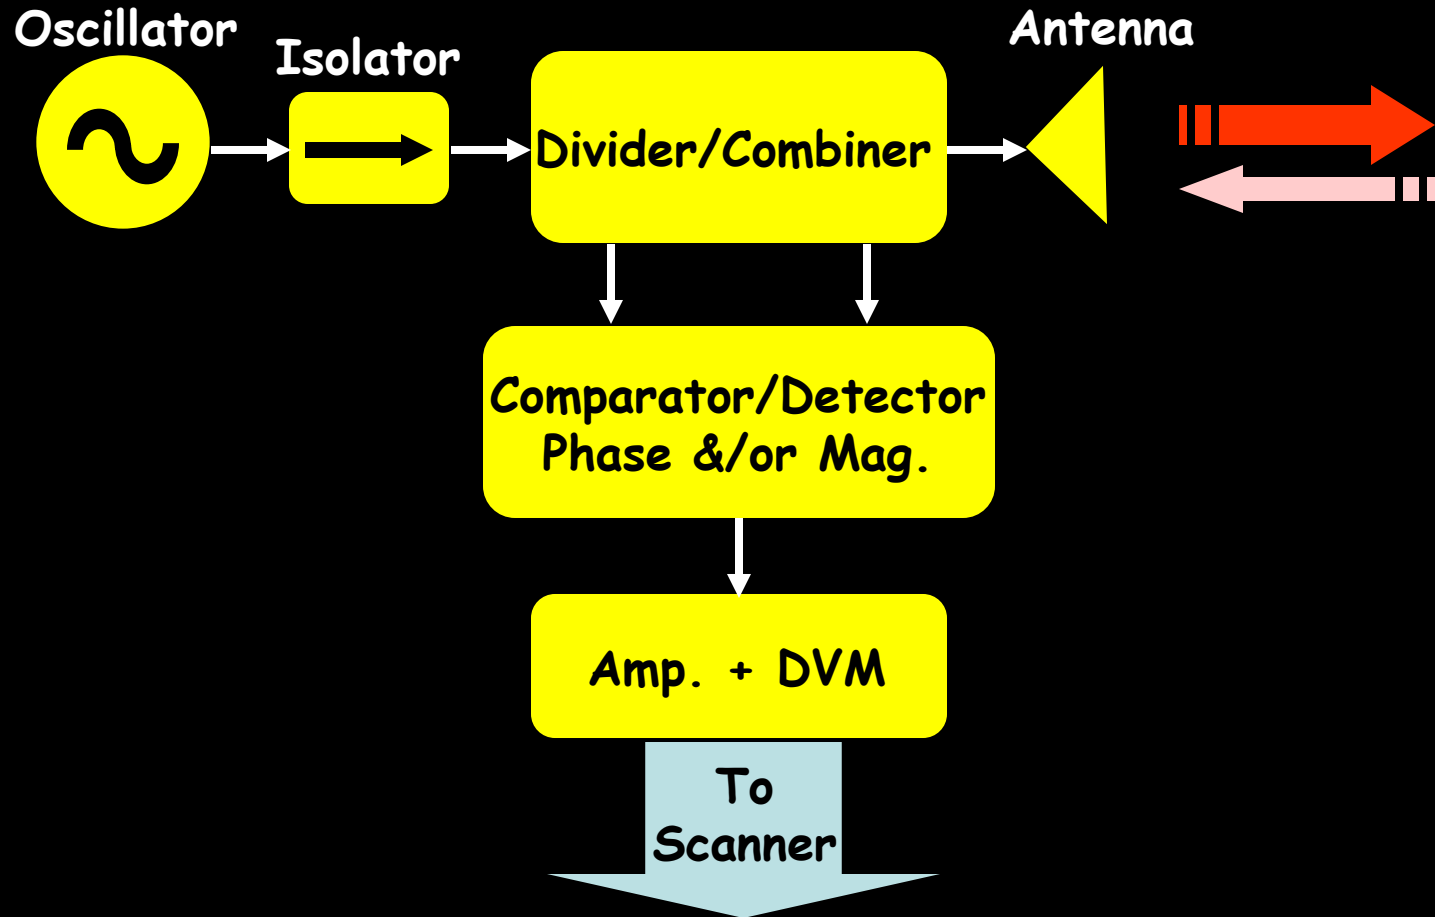 Oscillator
Isolator
Antenna
Divider/Combiner
Comparator/Detector
Phase &/or Mag.
Amp. + DVM
To
Scanner